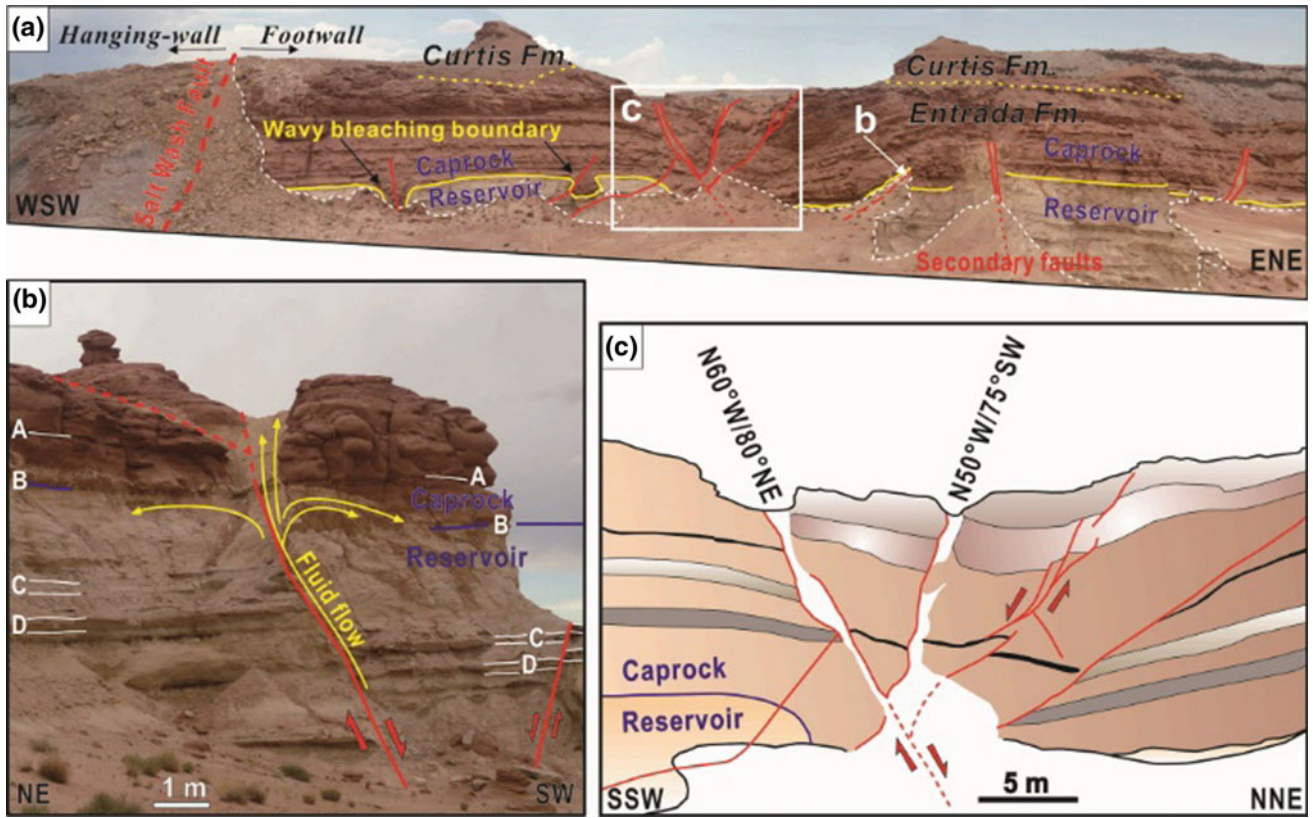 (a)
Hanging-wall
Footwall
Curtis Fm.
Curtis Fm.
Entrada Fm.
Salt Wash Fault
Wavy bleaching boundary
C
b
Caprock
Reservoir
Caprock
Reservoir
WSW
Secondary faults
ENE
(b)
A
A
B
Caprock
B
Reservoir
Fluid flow
C
D
C
D
NE
1 m
SW
(c)
N60°W/80°NE
N50°W/75°SW
Caprock
Reservoir
SSW
5 m
NNE